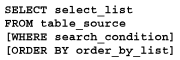 SELECT select_list
FROM table_source
[WHERE search_condition]
[ORDER BY order_by_list]